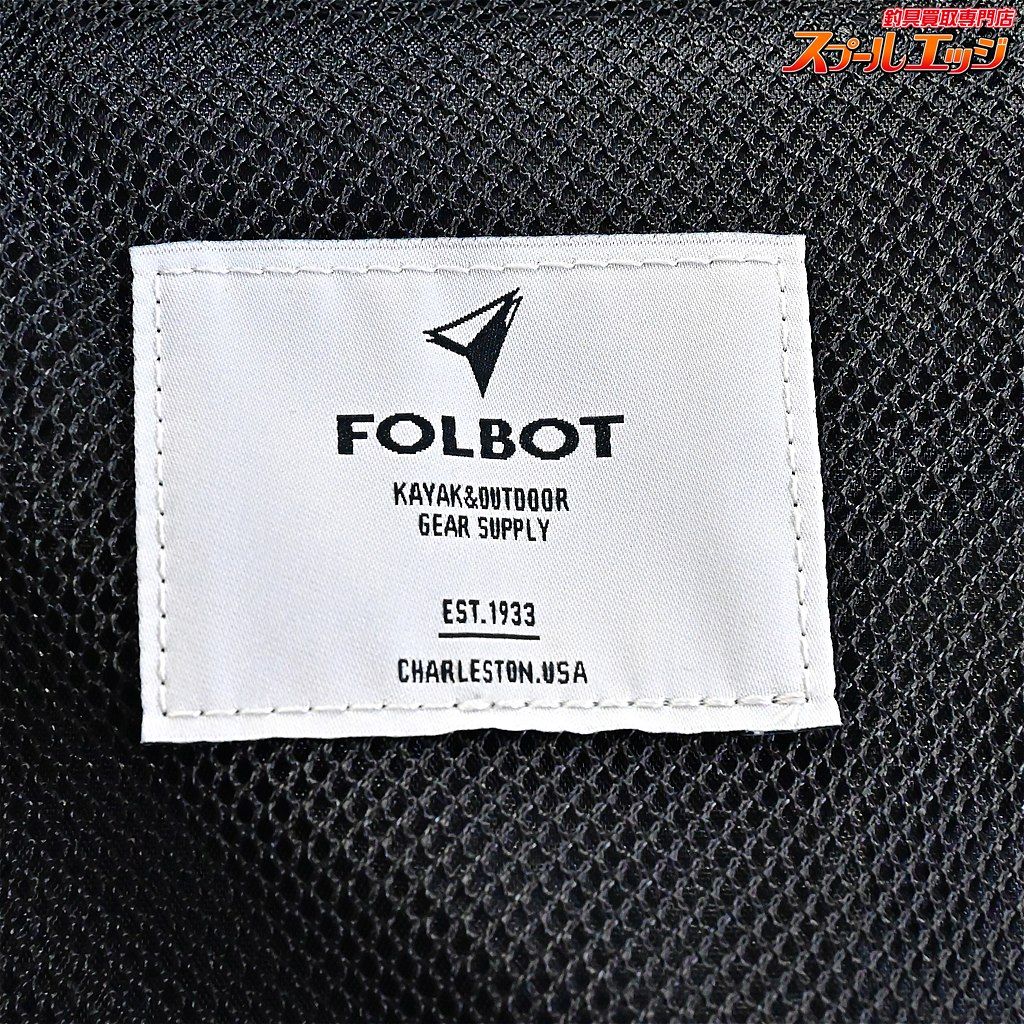 釣具買取専門店
スプールエッジ
FOLBOT
KAYAK&OUTDOOR
GEAR SUPPLY
EST.1933
CHARLESTON.USA